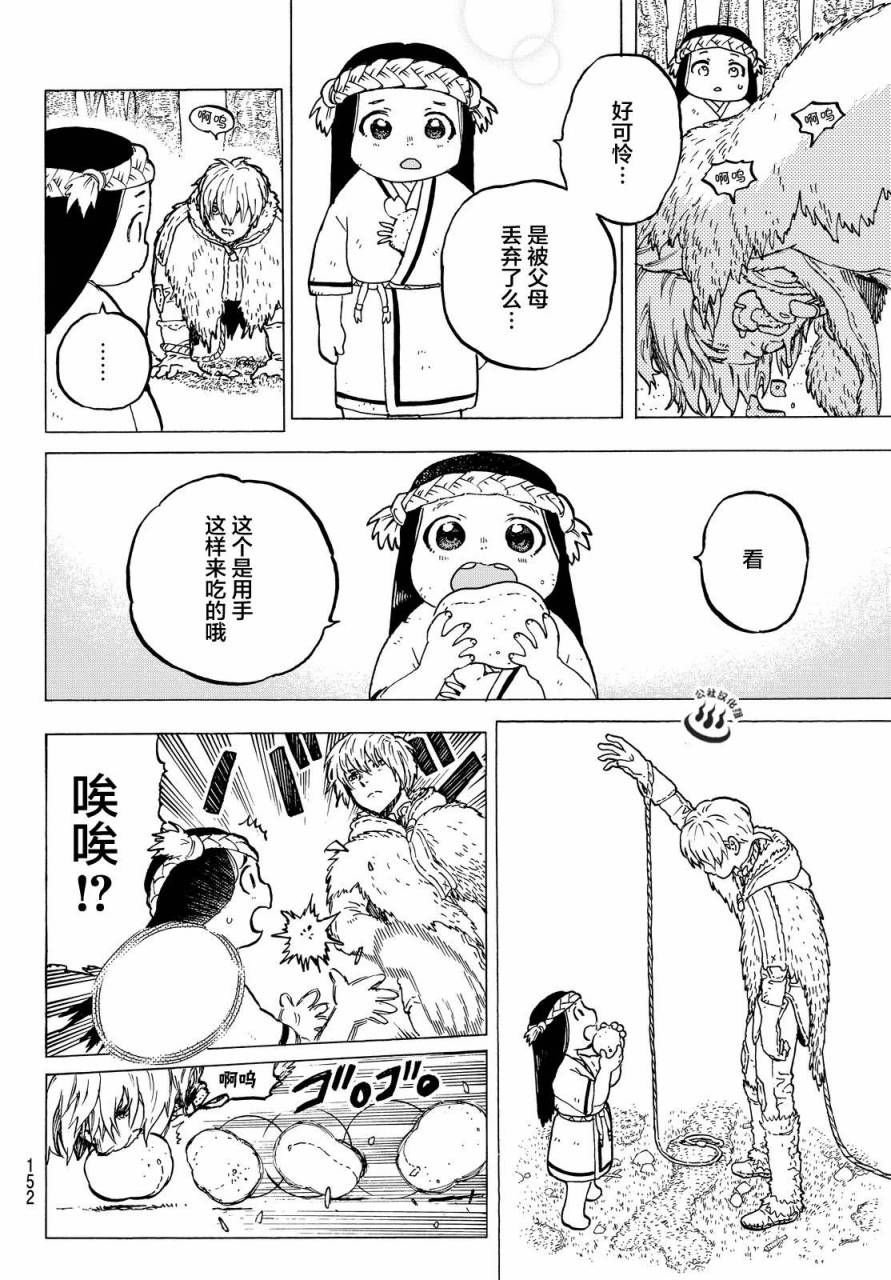 啊呜
啊呜
好可怜…
是被父母
丢弃了么…
啊呜
……
看
这个是用手
这样来吃的哦
公社汉化组
唉
唉
!?
啊呜
ゴロゴロ
152